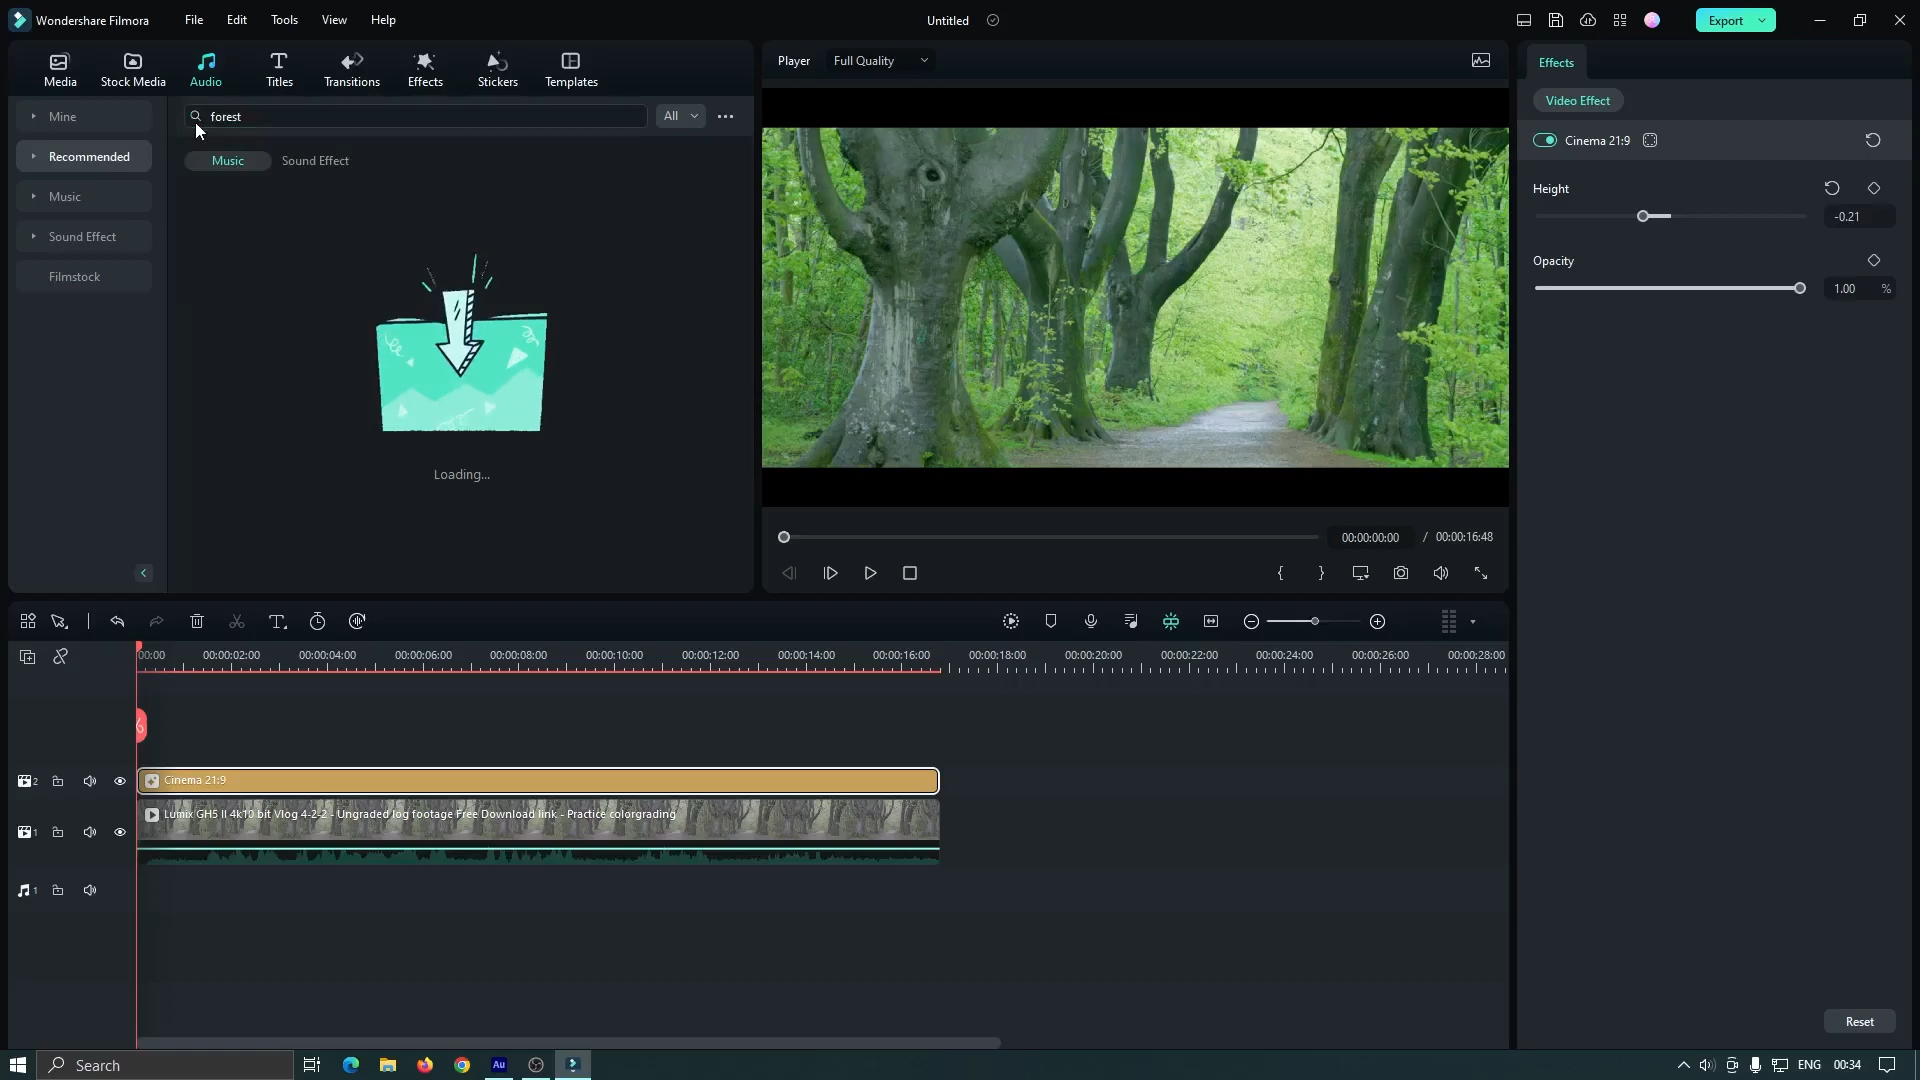 Wondershare Filmora
File
Edit
Tools
View
Help
Untitled
Export
Media
Stock Media
Audio
Titles
Transitions
Effects
Stickers
Templates
Player
Full Quality
Effects
Mine
Recommended
Music
Sound Effect
Filmstock
forest
All
Music
Sound Effect
Loading...
Video Effect
Cinema 21:9
Height
-0.21
Opacity
1.00
%
Reset
00:00:00:00
/
00:00:16:48
{
}
00:00
00:00:02:00
00:00:04:00
00:00:06:00
00:00:08:00
00:00:10:00
00:00:12:00
00:00:14:00
00:00:16:00
00:00:18:00
00:00:20:00
00:00:22:00
00:00:24:00
00:00:26:00
00:00:28:00
2
Cinema 21:9
1
Lumix GH5 II 4k10 bit Vlog 4-2-2 - Ungraded log footage Free Download link - Practice colorgrading
1
Search
Au
ENG
00:34